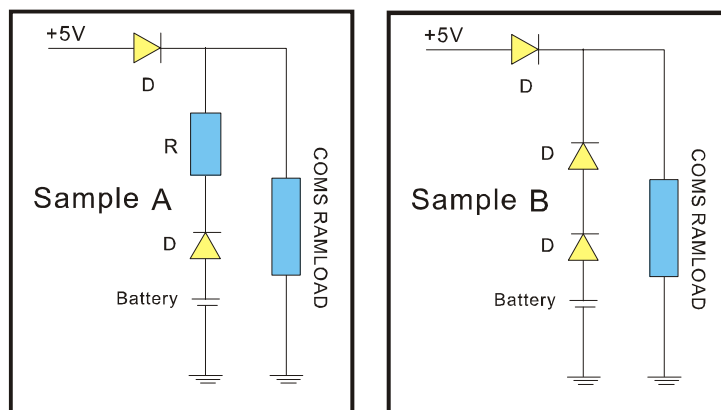 +5V
D
R
Sample A
D
Battery
COMS RAMLOAD
+5V
D
D
Sample B
D
Battery
COMS RAMLOAD